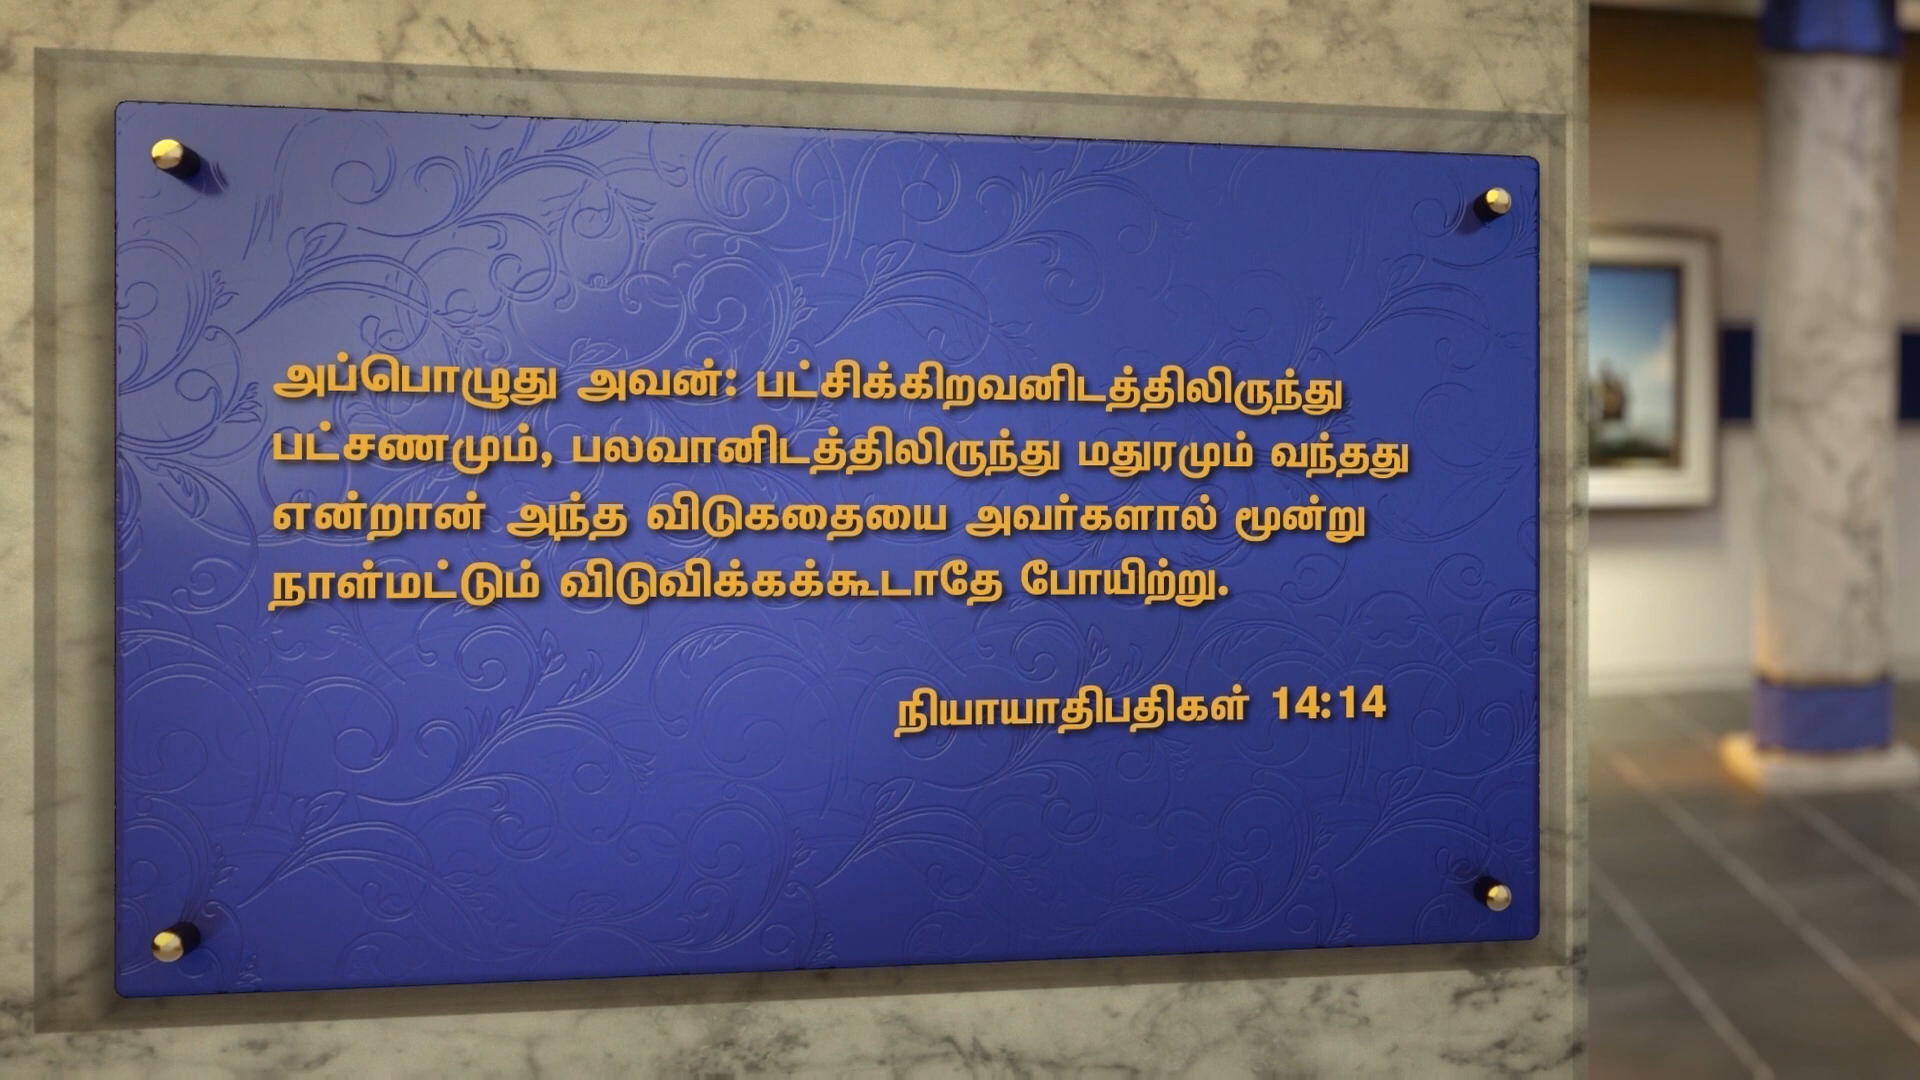 அப்பொழுது அவன்: பட்சிக்கிறவனிடத்திலிருந்து
பட்சணமும், பலவானிடத்திலிருந்து மதுரமும் வந்தது
என்றான் அந்த விடுகதையை அவர்களால் மூன்று
நாள்மட்டும் விடுவிக்கக்கூடாதே போயிற்று.
நியாயாதிபதிகள் 14:14